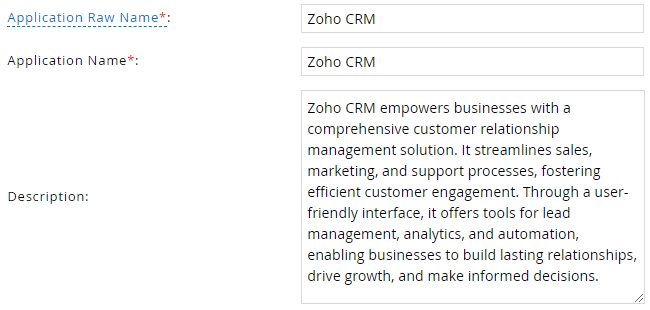 Application Raw Name*: Zoho CRM
Application Name*: Zoho CRM
Description:
Zoho CRM empowers businesses with a
comprehensive customer relationship
management solution. It streamlines sales,
marketing, and support processes, fostering
efficient customer engagement. Through a user-
friendly interface, it offers tools for lead
management, analytics, and automation,
enabling businesses to build lasting relationships,
drive growth, and make informed decisions.